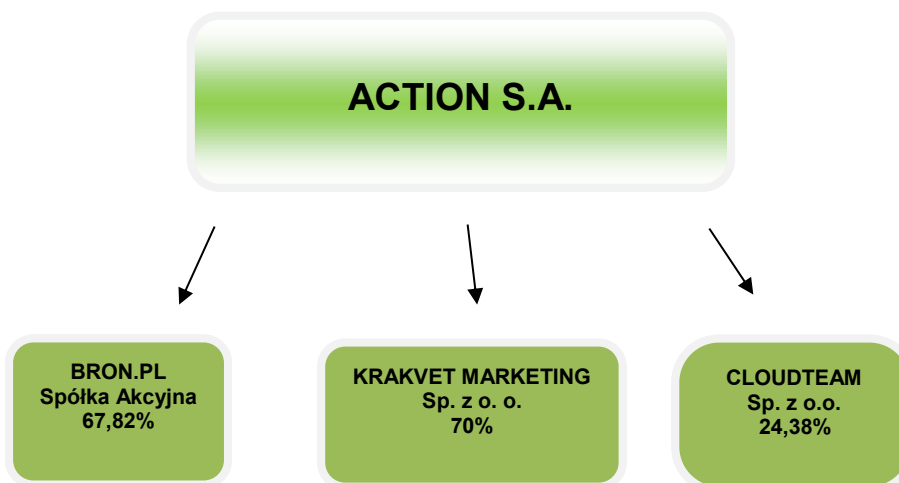 ACTION S.A.
BRON.PL
Spółka Akcyjna
67,82%
KRAKVET MARKETING
Sp. z o. o.
70%
CLOUDTEAM
Sp. z o.o.
24,38%